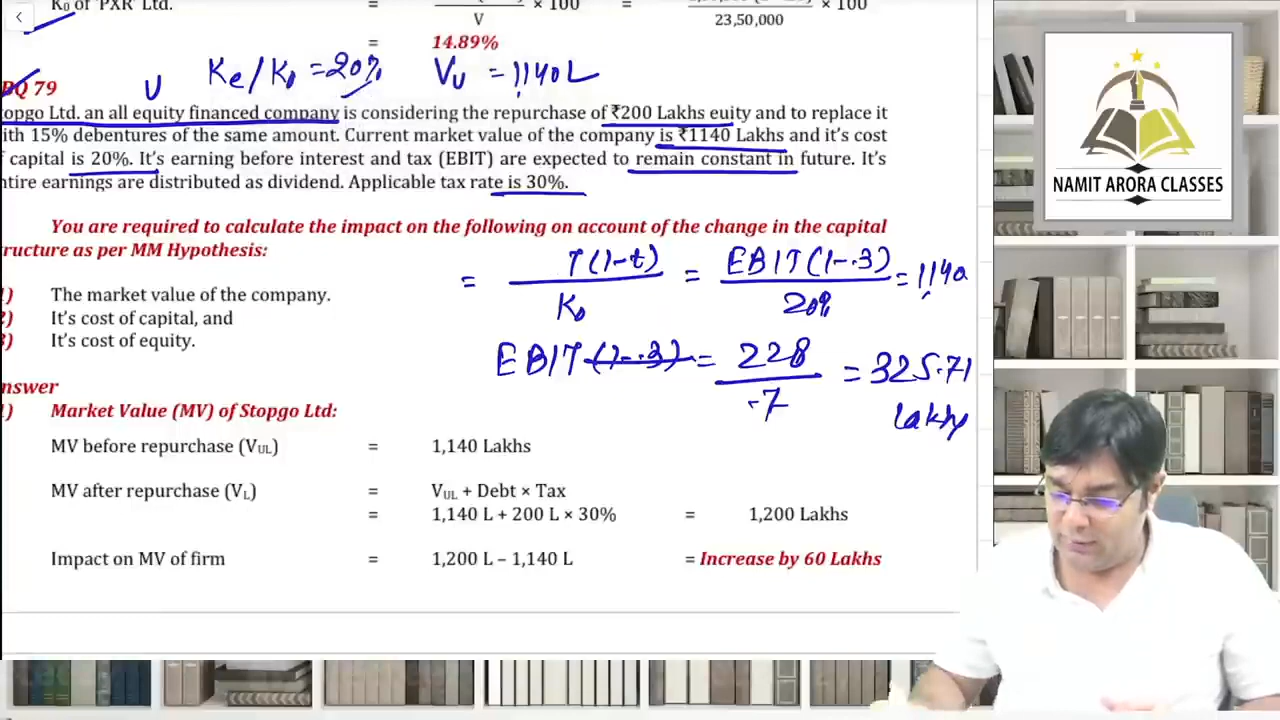 K₀ of 'PXR' Ltd. = V × 100 = 23,50,000 × 100
= 14.89%
Ke/K₀ = 20% Vu = 1,140L
U
BQ 79
topgo Ltd. an all equity financed company is considering the repurchase of ₹200 Lakhs euity and to replace it
ith 15% debentures of the same amount. Current market value of the company is ₹1140 Lakhs and it's cost
f capital is 20%. It's earning before interest and tax (EBIT) are expected to remain constant in future. It's
ntire earnings are distributed as dividend. Applicable tax rate is 30%.
You are required to calculate the impact on the following on account of the change in the capital
ructure as per MM Hypothesis:
= T(1-t) / K₀ = EBIT(1-.3) / 20% = 1,140
) The market value of the company.
) It's cost of capital, and
) It's cost of equity.
EBIT (1-.3) = 228 / .7 = 325.71
lakhs
nswer
) Market Value (MV) of Stopgo Ltd:
MV before repurchase (VUL) = 1,140 Lakhs
MV after repurchase (VL) = VUL + Debt × Tax
= 1,140 L + 200 L × 30% = 1,200 Lakhs
Impact on MV of firm = 1,200 L – 1,140 L = Increase by 60 Lakhs
NAMIT ARORA CLASSES